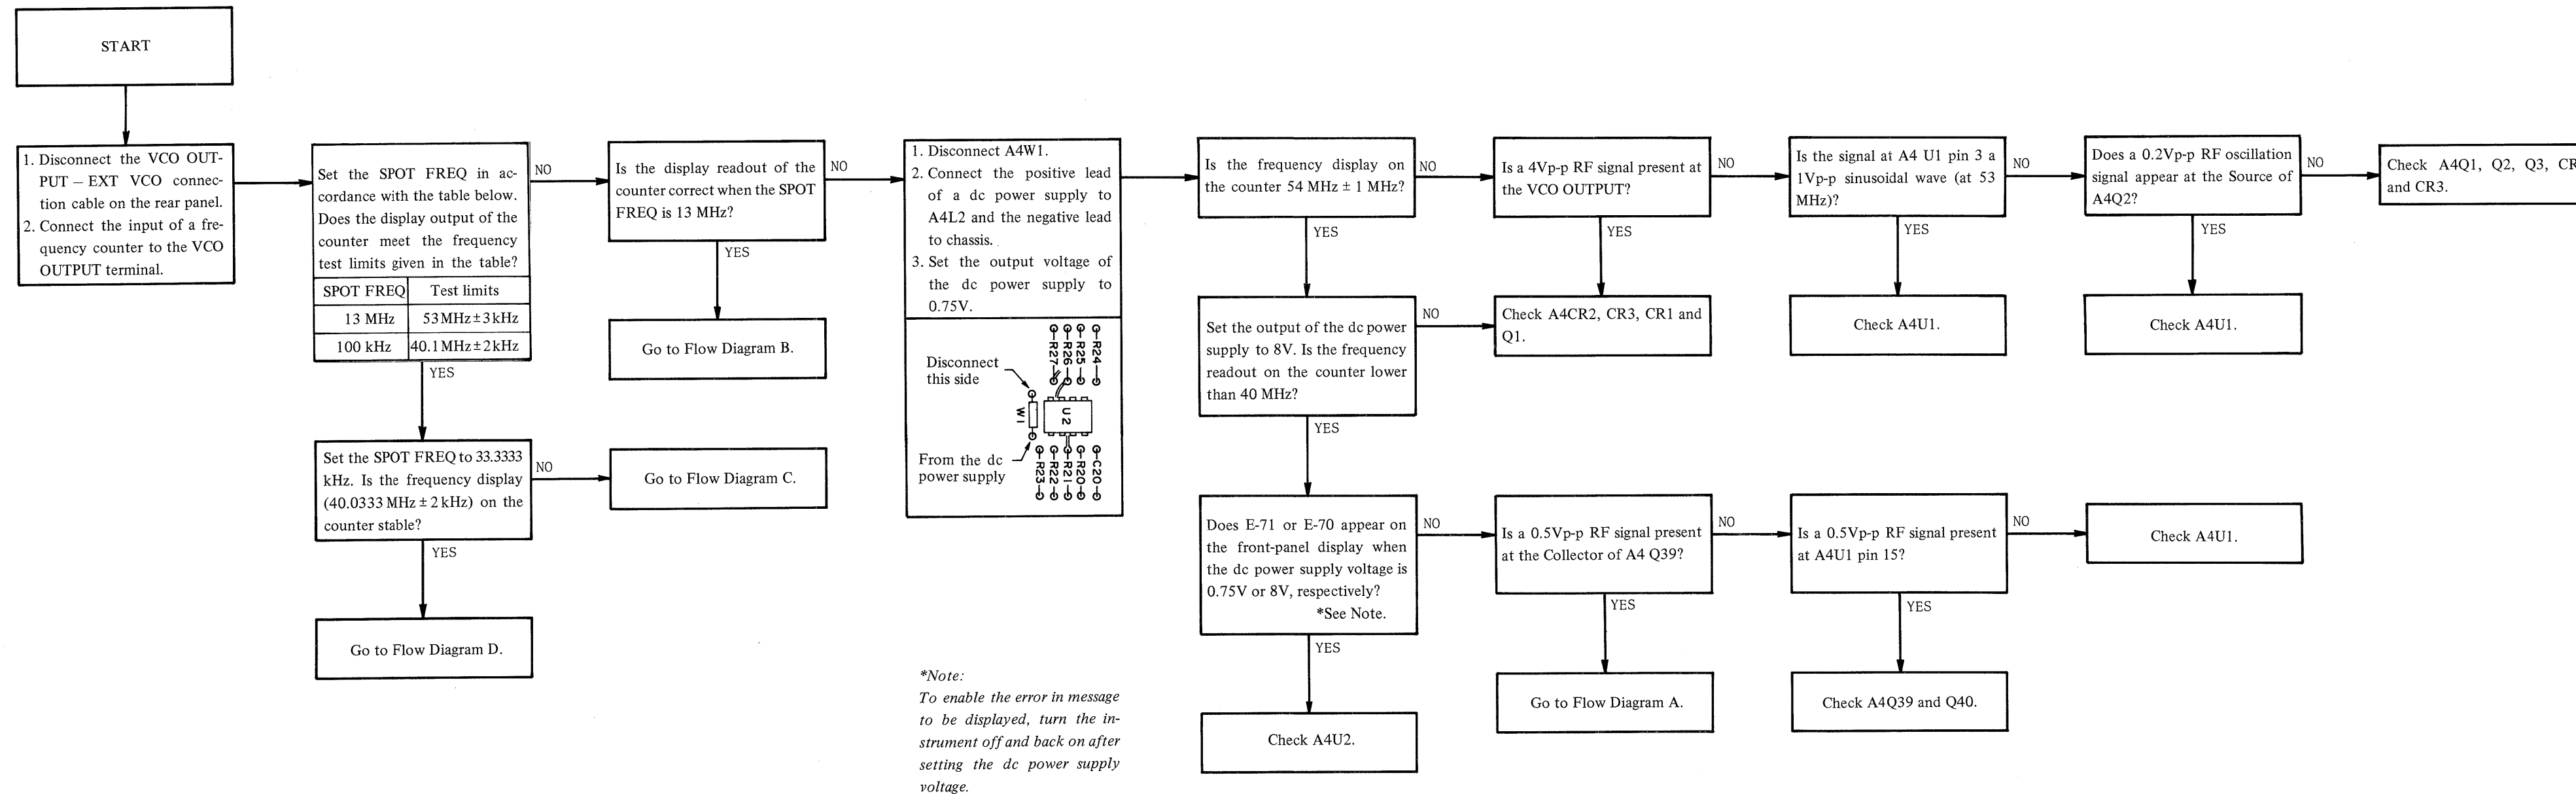 START
1. Disconnect the VCO OUT-
PUT – EXT VCO connec-
tion cable on the rear panel.
2. Connect the input of a fre-
quency counter to the VCO
OUTPUT terminal.
Set the SPOT FREQ in ac-
cordance with the table below.
Does the display output of the
counter meet the frequency
test limits given in the table?
SPOT FREQ Test limits
13 MHz 53MHz±3kHz
100 kHz 40.1MHz±2kHz
NO
YES
Set the SPOT FREQ to 33.3333
kHz. Is the frequency display
(40.0333 MHz ± 2 kHz) on the
counter stable?
NO
Go to Flow Diagram C.
YES
Go to Flow Diagram D.
Is the display readout of the
counter correct when the SPOT
FREQ is 13 MHz?
NO
YES
Go to Flow Diagram B.
1. Disconnect A4W1.
2. Connect the positive lead
of a dc power supply to
A4L2 and the negative lead
to chassis.
3. Set the output voltage of
the dc power supply to
0.75V.
R27
R26
R25
R24
Disconnect
this side
W1
U2
From the dc
power supply
R23
R22
R21
R20
C20
*Note:
To enable the error in message
to be displayed, turn the in-
strument off and back on after
setting the dc power supply
voltage.
Is the frequency display on
the counter 54 MHz ± 1 MHz?
NO
YES
Set the output of the dc power
supply to 8V. Is the frequency
readout on the counter lower
than 40 MHz?
NO
Check A4CR2, CR3, CR1 and
Q1.
YES
Does E-71 or E-70 appear on
the front-panel display when
the dc power supply voltage is
0.75V or 8V, respectively?
*See Note.
NO
YES
Check A4U2.
Is a 4Vp-p RF signal present at
the VCO OUTPUT?
NO
YES
Is the signal at A4 U1 pin 3 a
1Vp-p sinusoidal wave (at 53
MHz)?
NO
YES
Check A4U1.
Does a 0.2Vp-p RF oscillation
signal appear at the Source of
A4Q2?
NO
YES
Check A4U1.
Check A4Q1, Q2, Q3,
and CR3.
Is a 0.5Vp-p RF signal present
at the Collector of A4 Q39?
NO
YES
Go to Flow Diagram A.
Is a 0.5Vp-p RF signal present
at A4U1 pin 15?
NO
YES
Check A4Q39 and Q40.
Check A4U1.